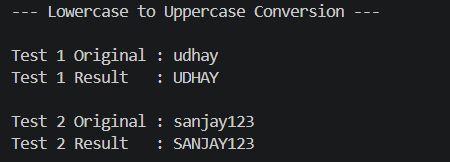 --- Lowercase to Uppercase Conversion ---
Test 1 Original : udhay
Test 1 Result   : UDHAY
Test 2 Original : sanjay123
Test 2 Result   : SANJAY123